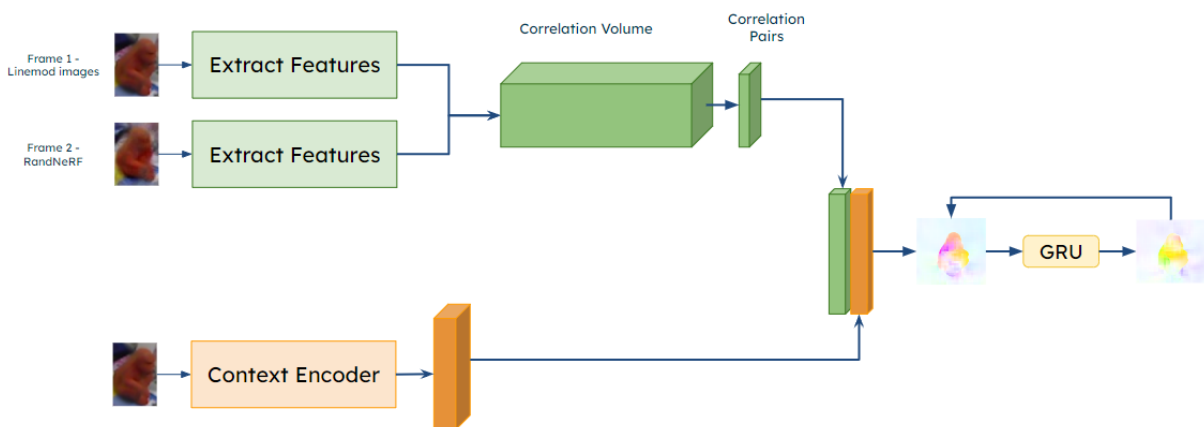 Frame 1 -
Linemod images
Extract Features
Correlation Volume
Correlation
Pairs
Frame 2 -
RandNeRF
Extract Features
GRU
Context Encoder